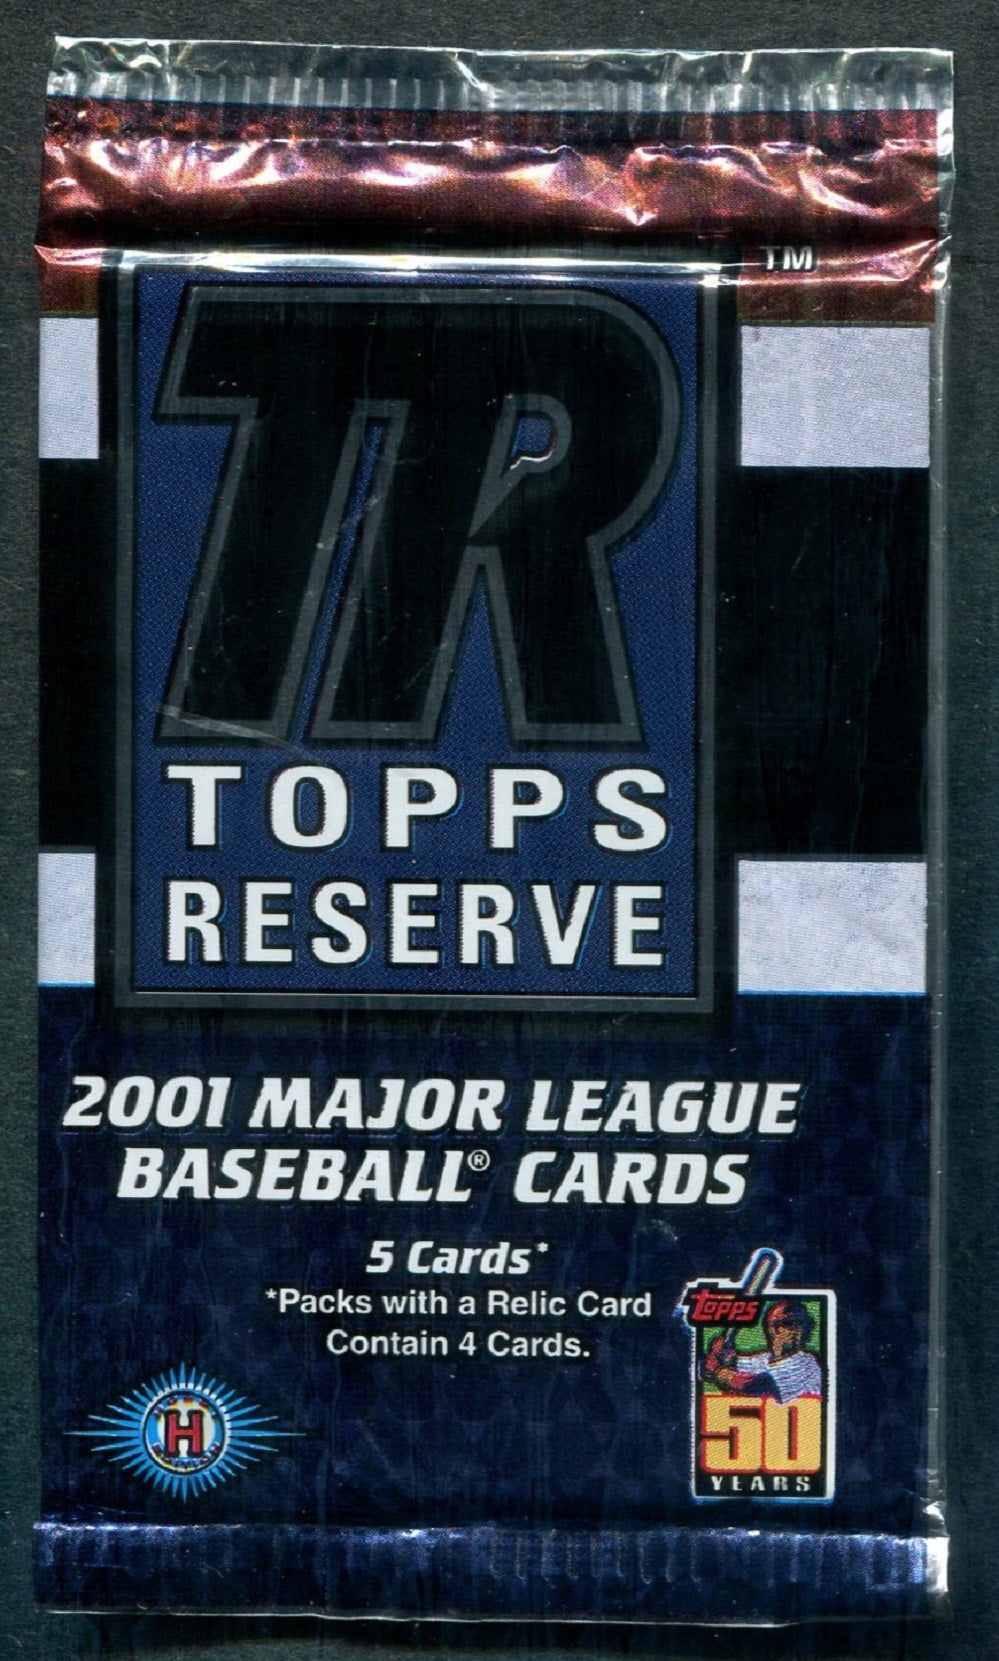 TM
TR
TOPPS
RESERVE
2001 MAJOR LEAGUE
BASEBALL® CARDS
5 Cards*
*Packs with a Relic Card
Contain 4 Cards.
Topps
H
50
YEARS